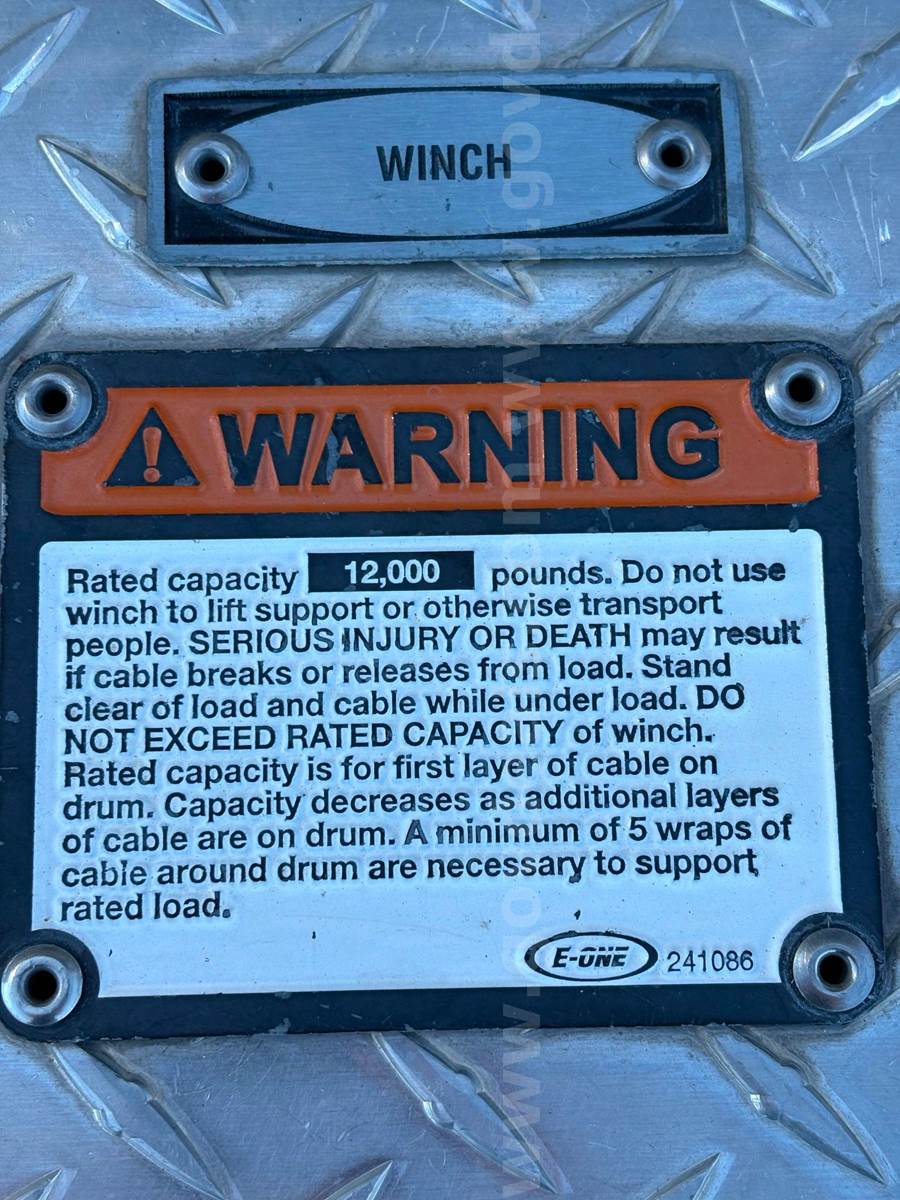 WINCH
WARNING
Rated capacity 12,000 pounds. Do not use
winch to lift support or otherwise transport
people. SERIOUS INJURY OR DEATH may result
if cable breaks or releases from load. Stand
clear of load and cable while under load. DO
NOT EXCEED RATED CAPACITY of winch.
Rated capacity is for first layer of cable on
drum. Capacity decreases as additional layers
of cable are on drum. A minimum of 5 wraps of
cable around drum are necessary to support
rated load.
E-ONE 241086